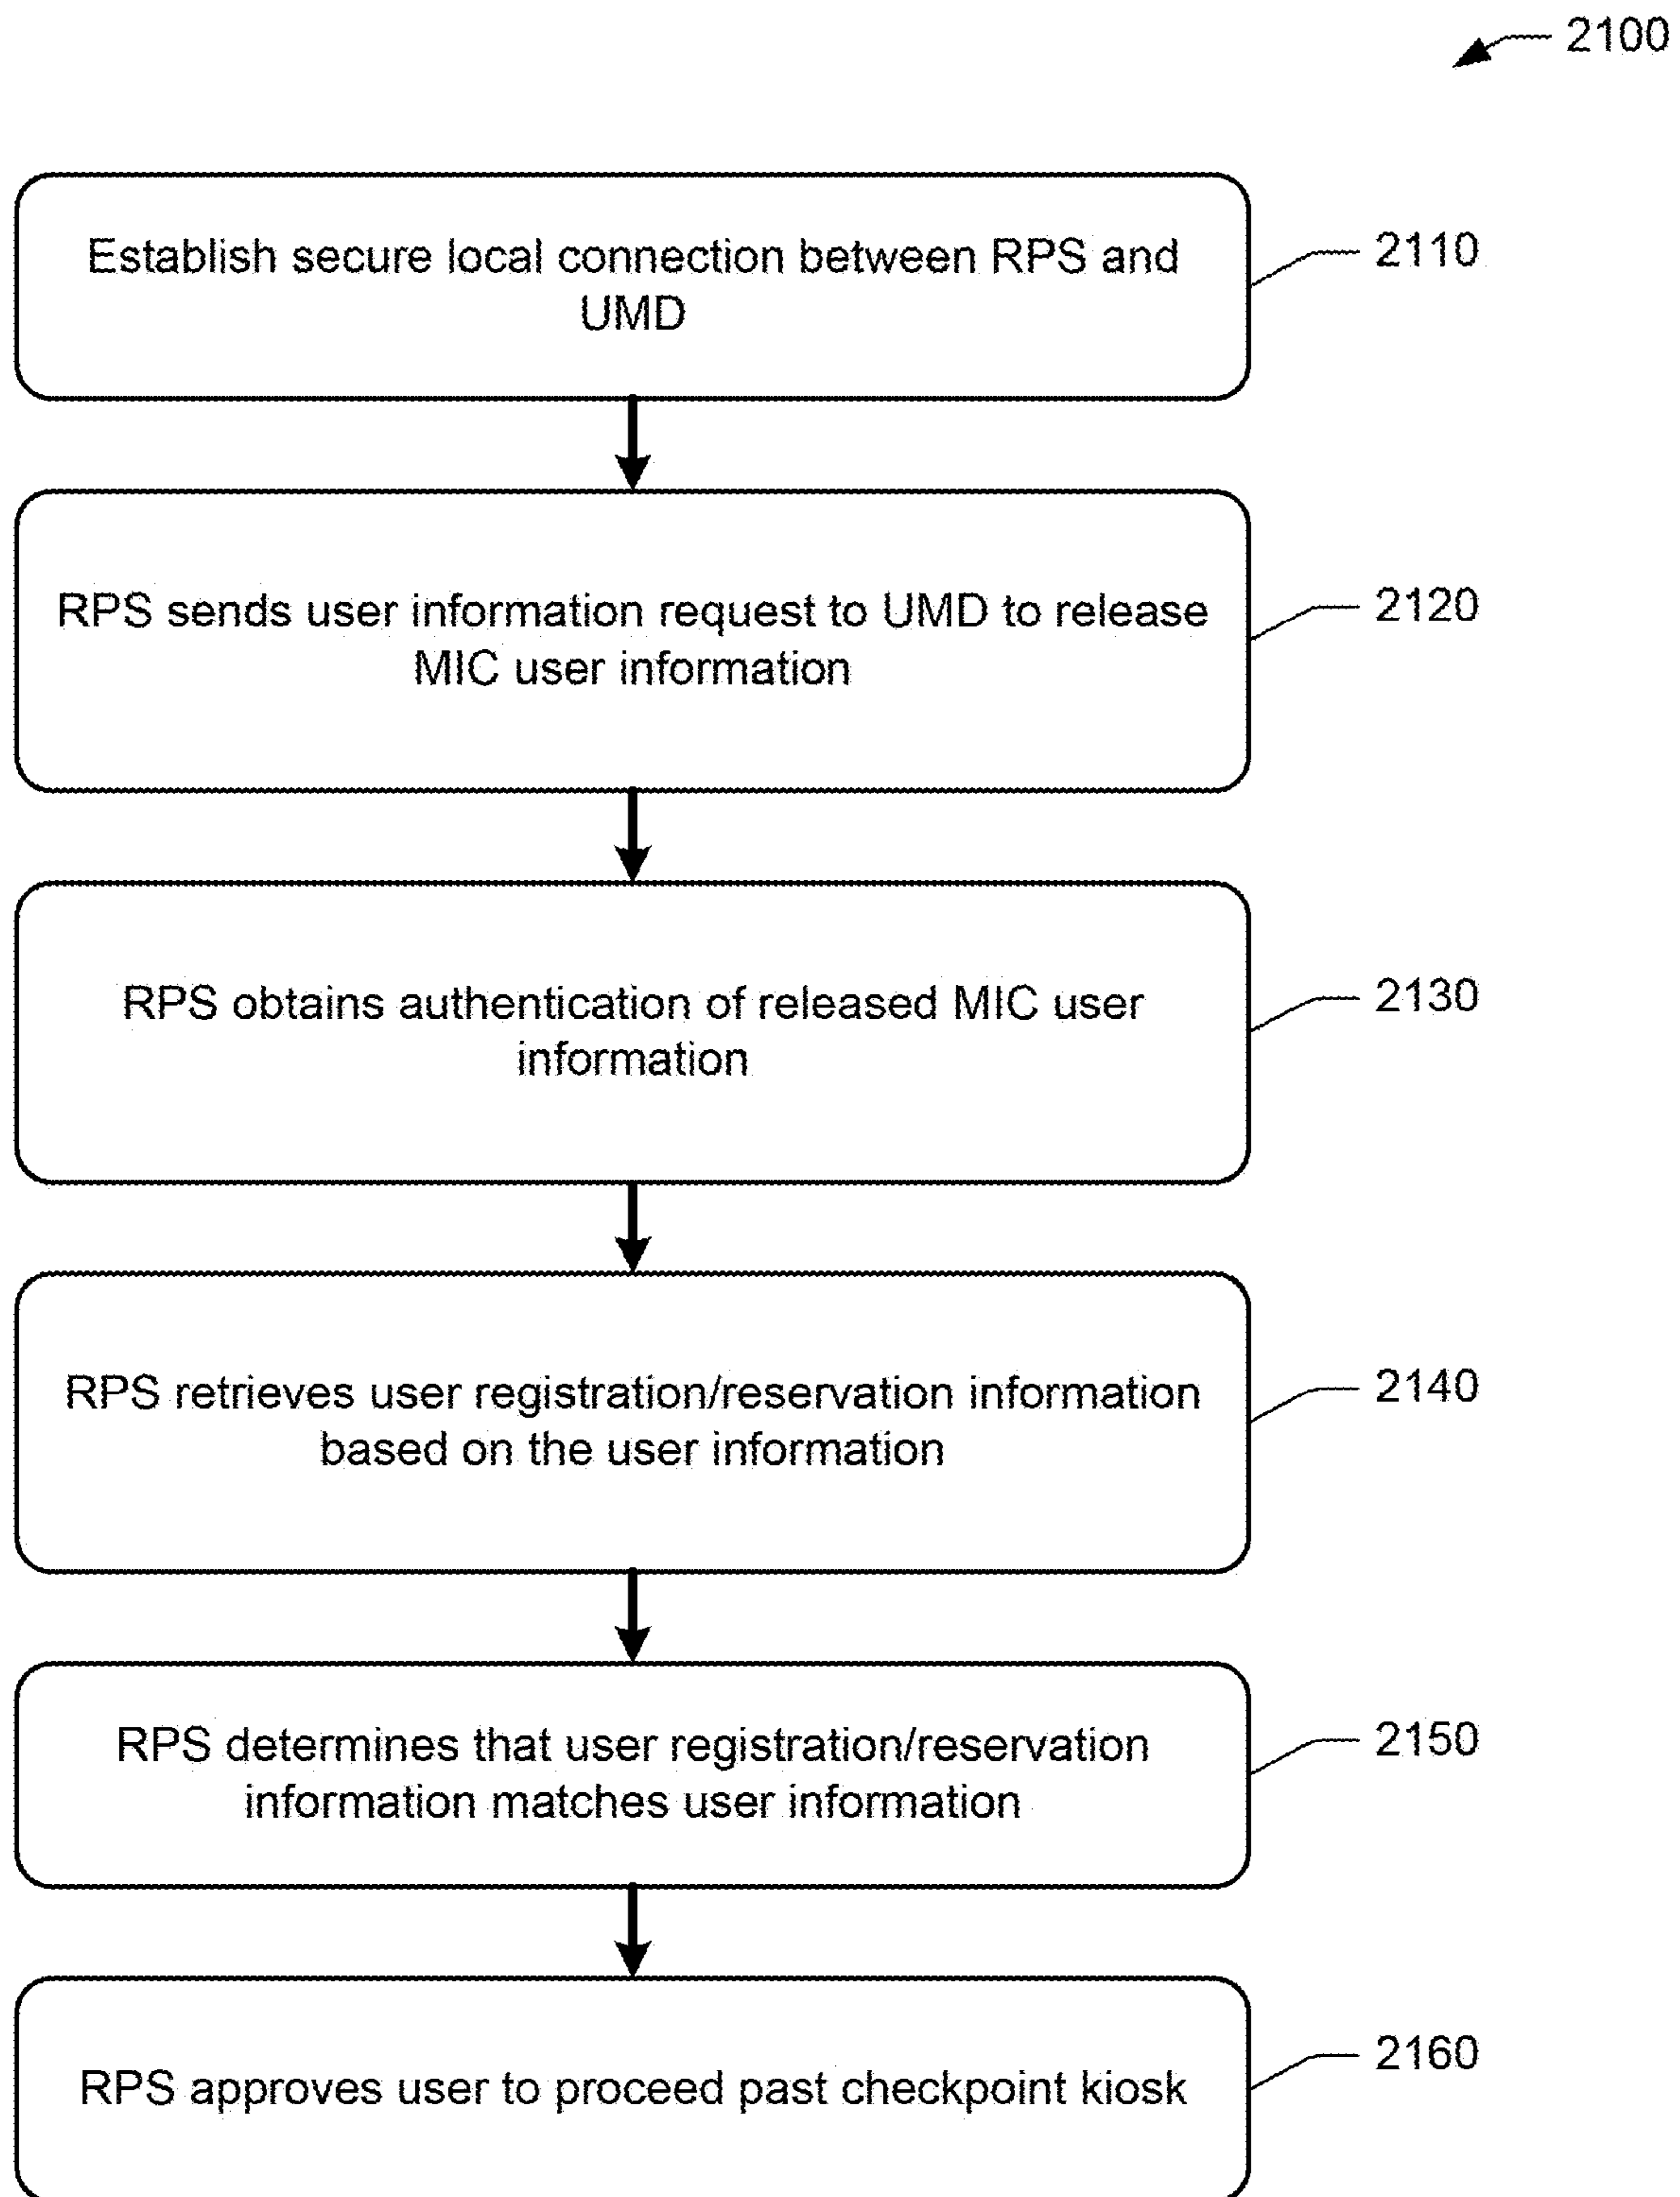 2100
Establish secure local connection between RPS and
UMD
2110
RPS sends user information request to UMD to release
MIC user information
2120
RPS obtains authentication of released MIC user
information
2130
RPS retrieves user registration/reservation information
based on the user information
2140
RPS determines that user registration/reservation
information matches user information
2150
RPS approves user to proceed past checkpoint kiosk
2160